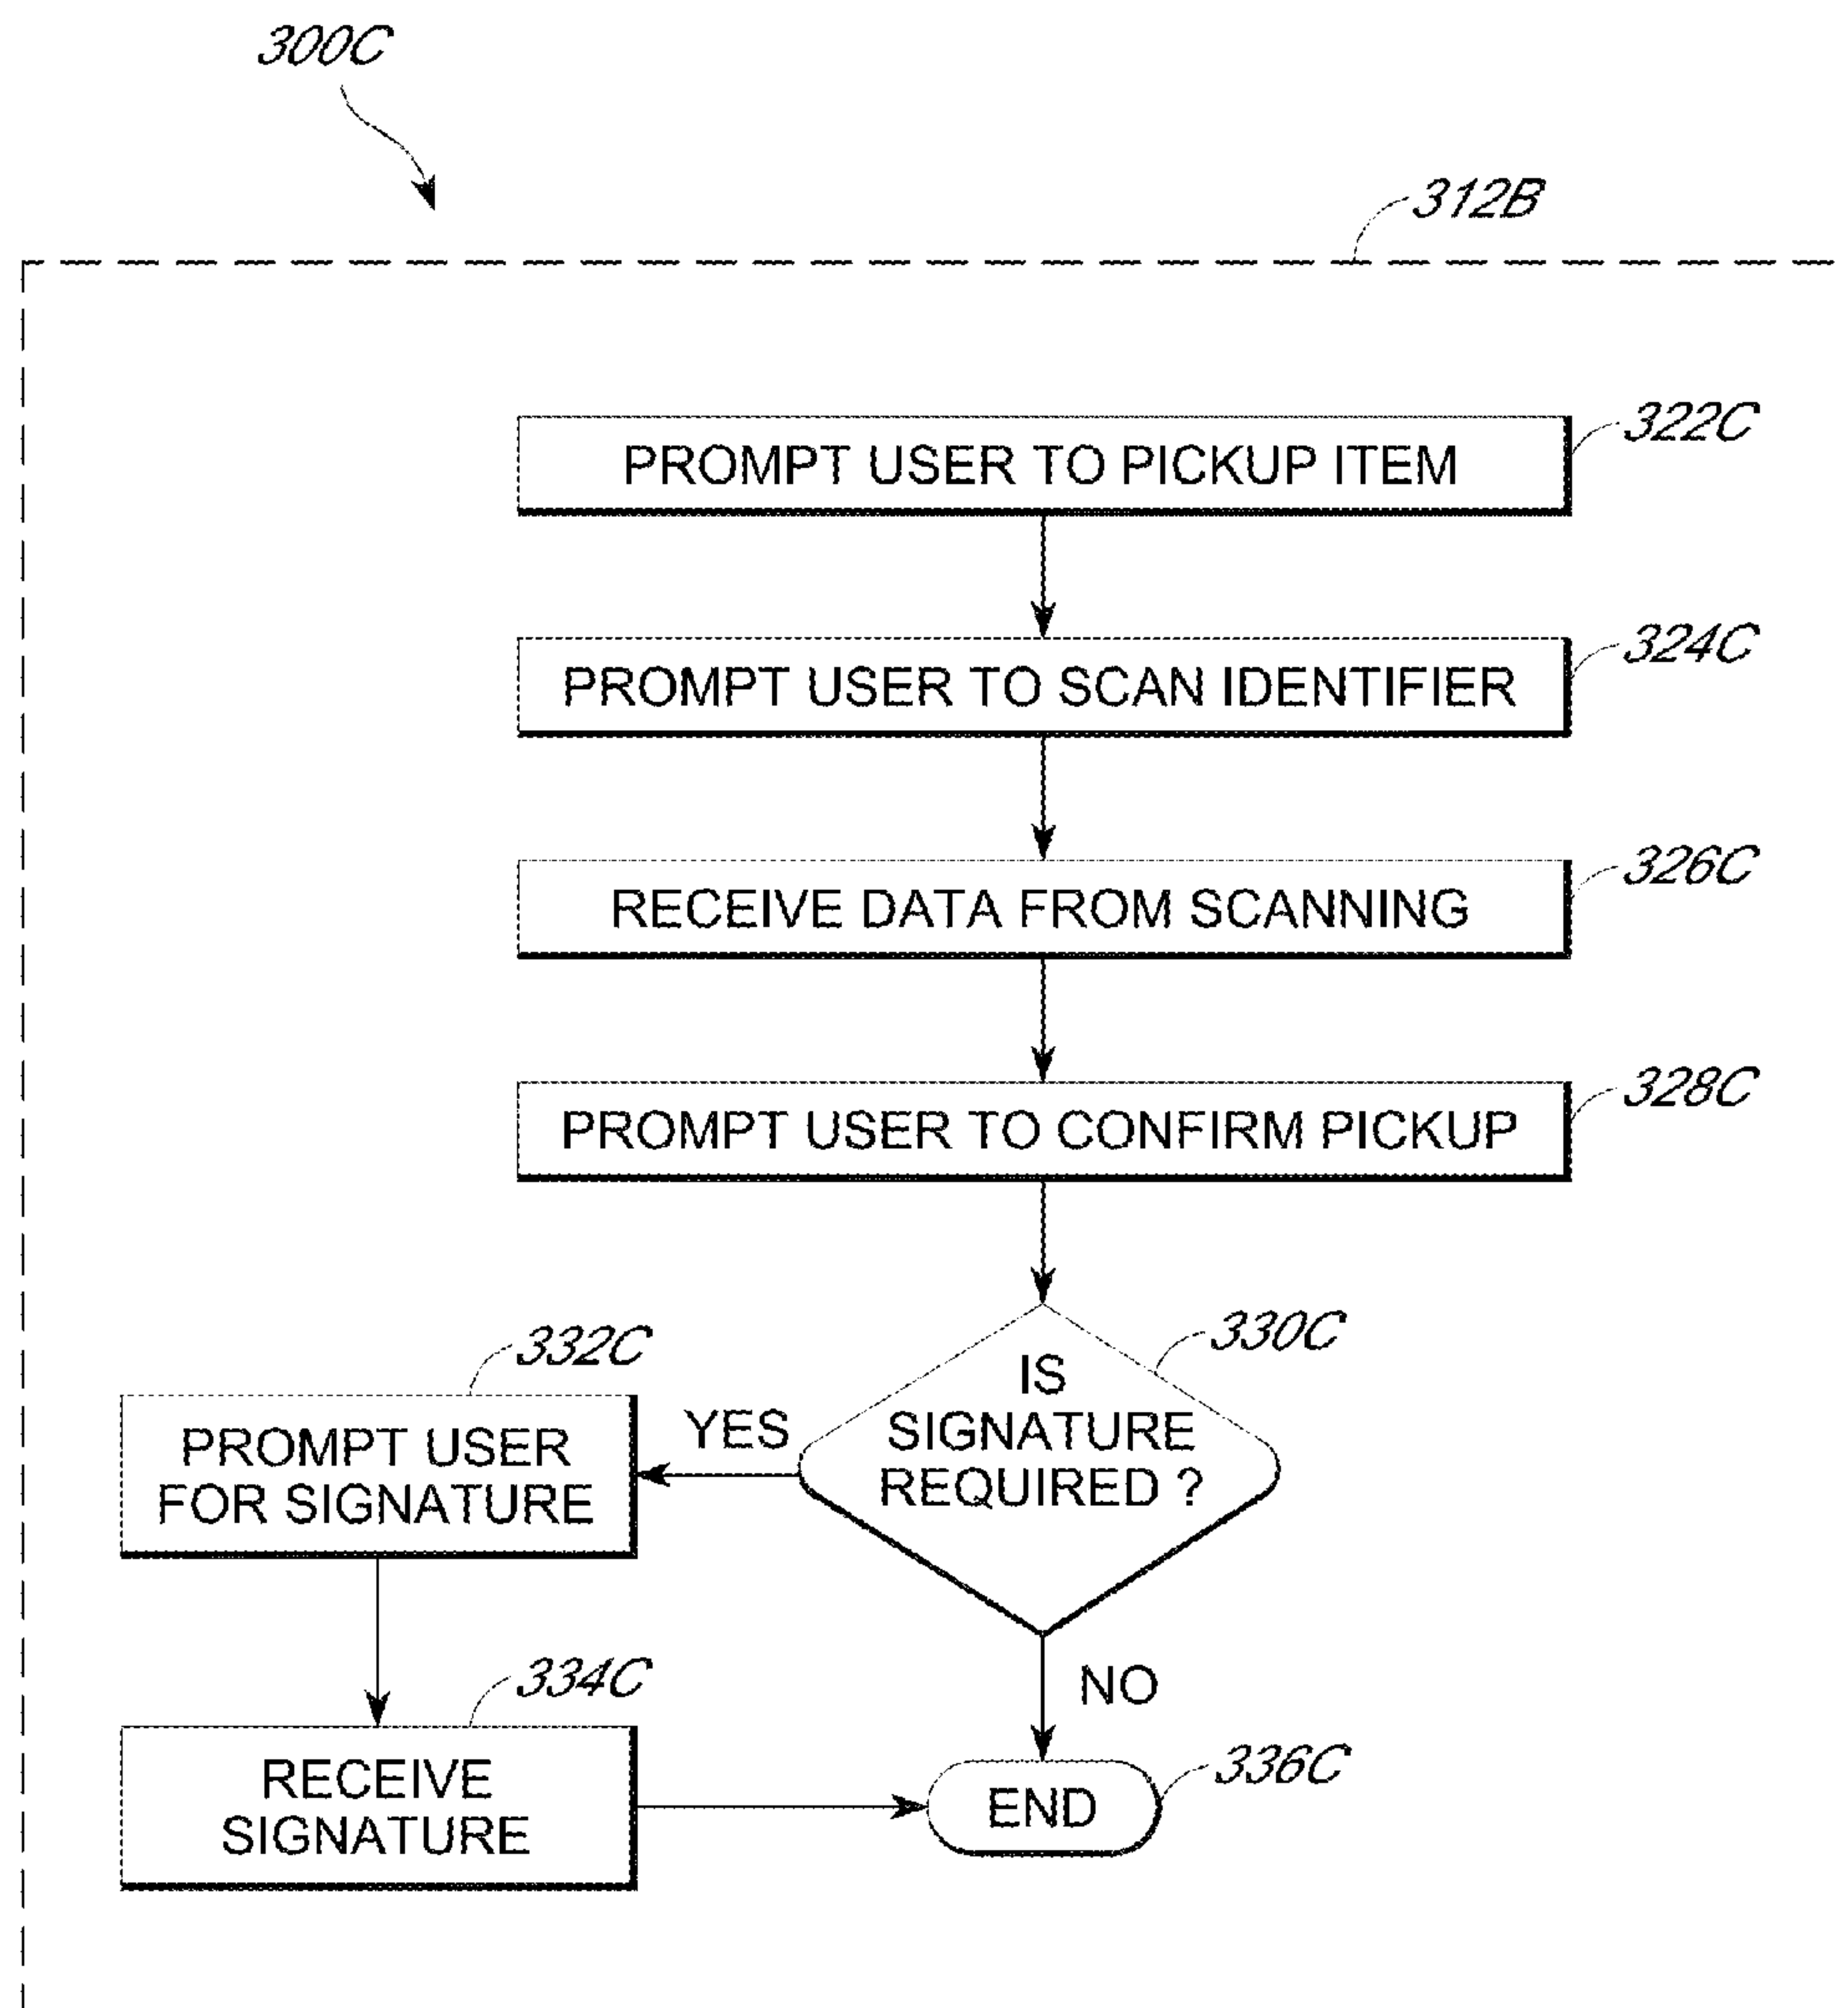 300C
312B
PROMPT USER TO PICKUP ITEM
322C
PROMPT USER TO SCAN IDENTIFIER
324C
RECEIVE DATA FROM SCANNING
326C
PROMPT USER TO CONFIRM PICKUP
328C
IS
SIGNATURE
REQUIRED ?
330C
YES
332C
PROMPT USER
FOR SIGNATURE
334C
RECEIVE
SIGNATURE
NO
END
336C